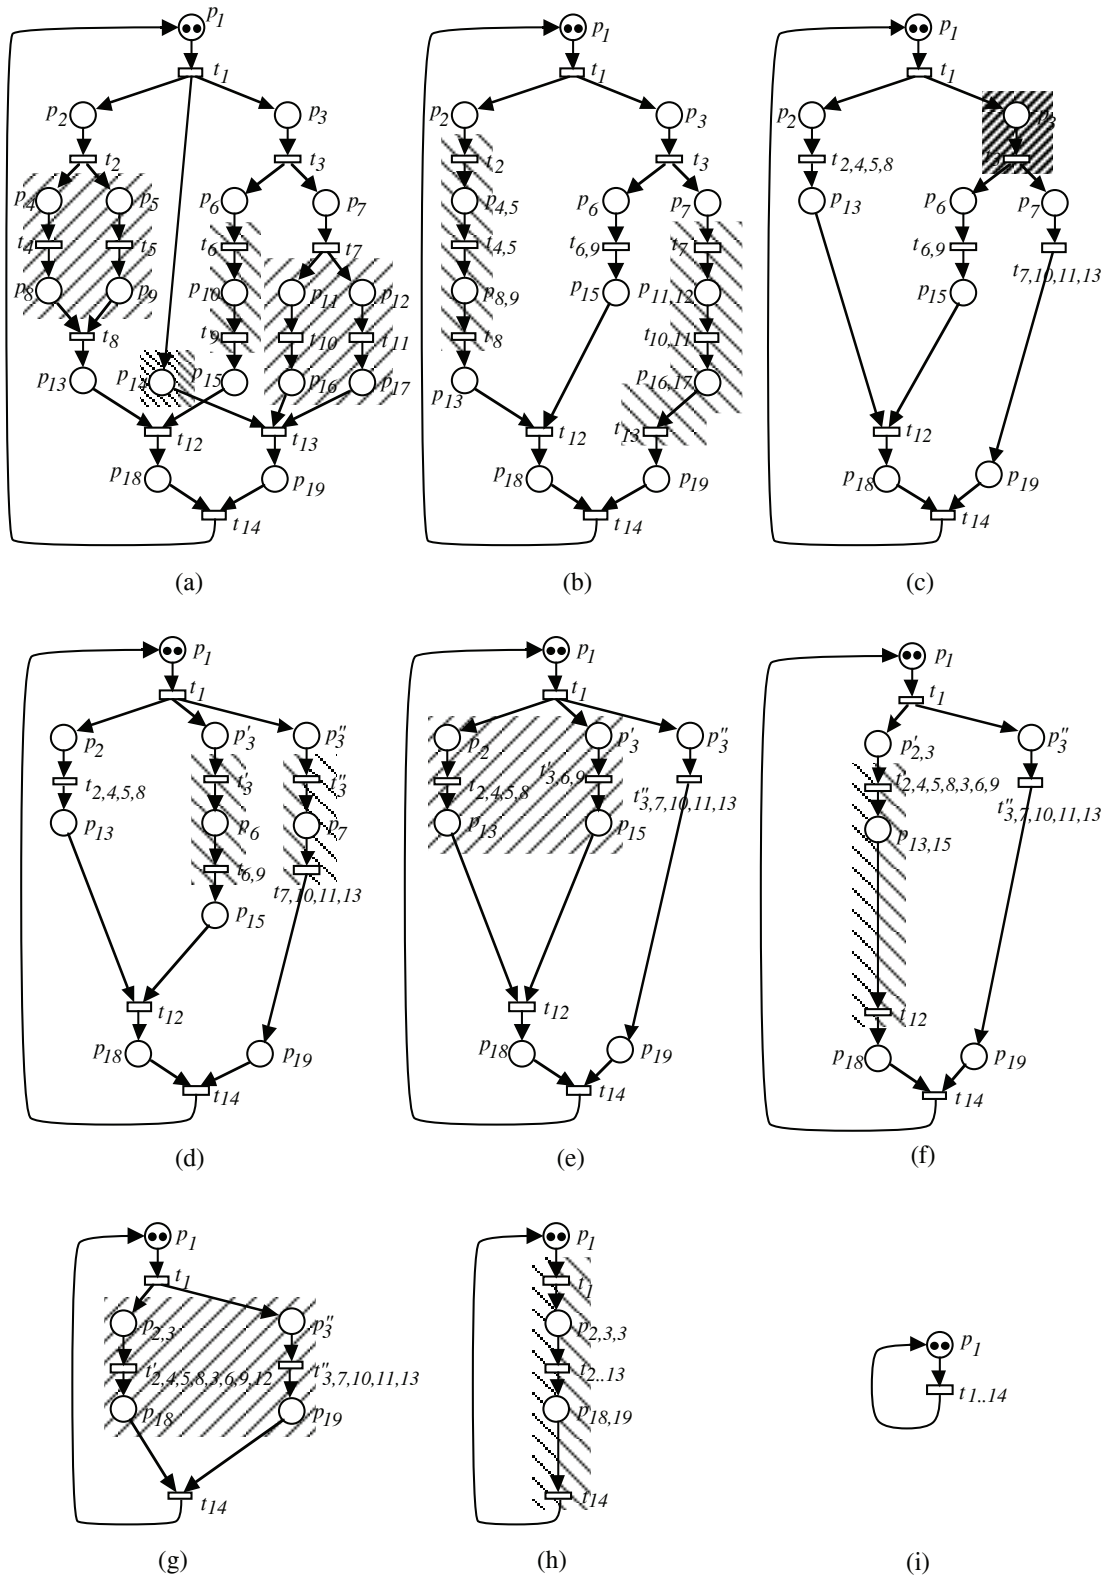 p1
t1
p2
p3
t2
t3
p4
p5
p6
p7
t4
t5
t6
t7
p8
p9
p10
p11
p12
t8
t9
t10
t11
p13
p14
p15
p16
p17
t12
t13
p18
p19
t14
(a)
p1
t1
p2
p3
t2
t3
p4,5
p6
p7
t4,5
t6,9
t7
p8,9
p15
p11,12
t8
t10,11
p13
p16,17
t12
t13
p18
p19
t14
(b)
p1
t1
p2
p3
t2,4,5,8
t3
p13
p6
p7
t6,9
t7,10,11,13
p15
t12
p18
p19
t14
(c)
p1
t1
p2
p'3
p"3
t2,4,5,8
t'3
t"3
p13
p6
p7
t6,9
t7,10,11,13
p15
t12
p18
p19
t14
(d)
p1
t1
p2
p'3
p"3
t2,4,5,8
t'3,6,9
t"3,7,10,11,13
p13
p15
t12
p18
p19
t14
(e)
p1
t1
p'2,3
p"3
t2,4,5,8,3,6,9
t"3,7,10,11,13
p13,15
t12
p18
p19
t14
(f)
p1
t1
p2,3
p"3
t'2,4,5,8,3,6,9,12
t"3,7,10,11,13
p18
p19
t14
(g)
p1
t1
p2,3,3
t2..13
p18,19
t14
(h)
p1
t1..14
(i)